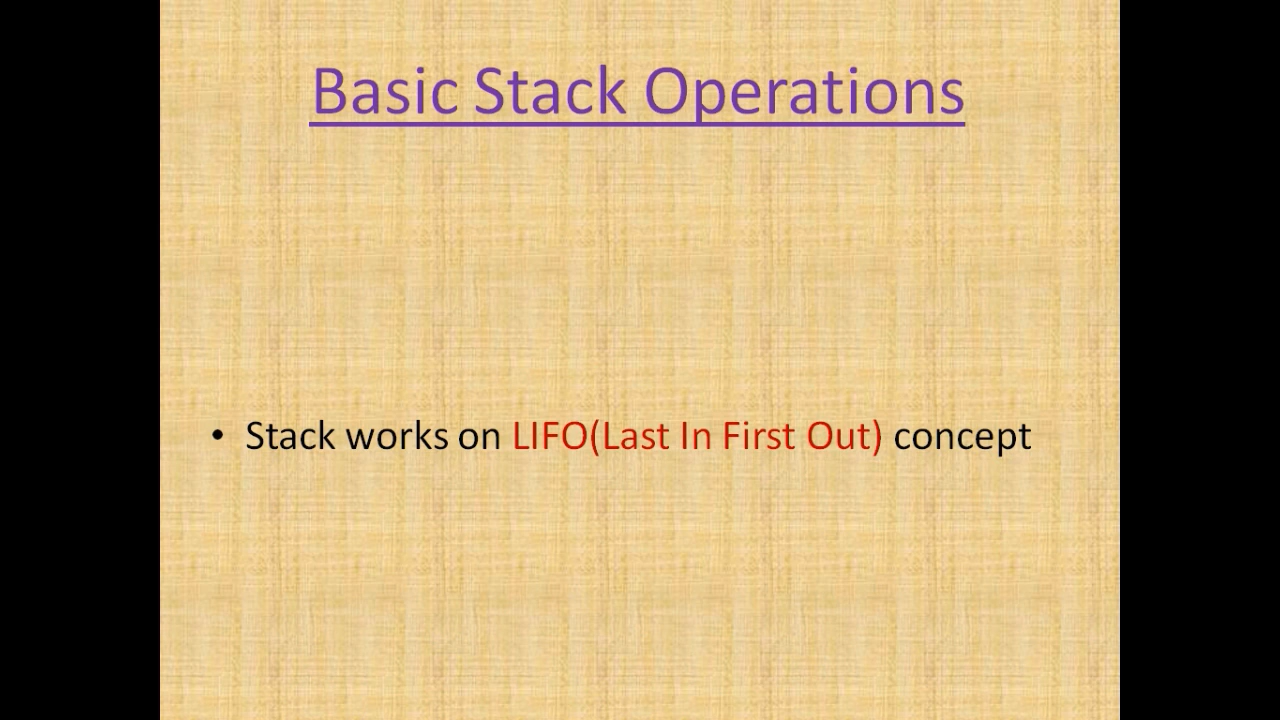 Basic Stack Operations
• Stack works on LIFO(Last In First Out) concept